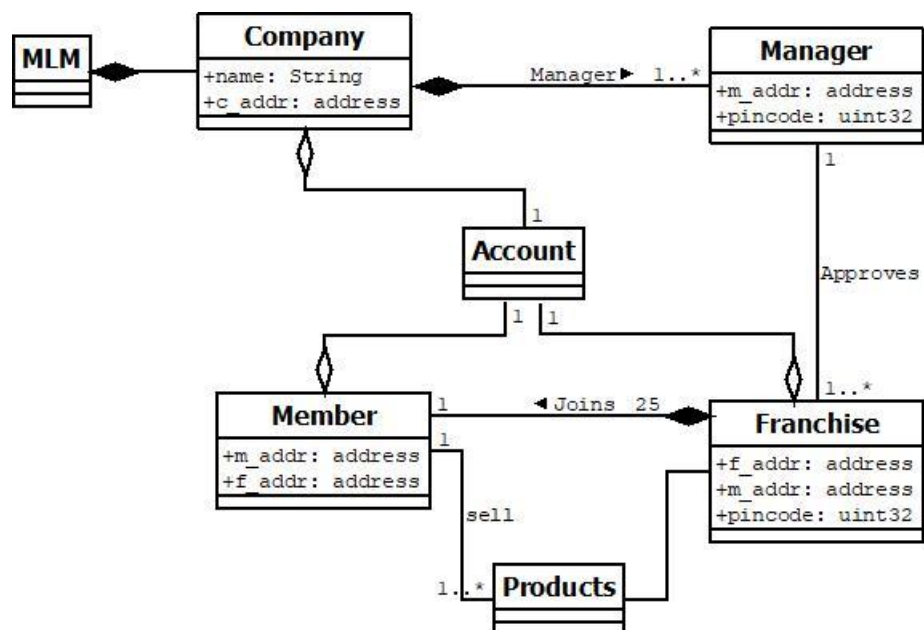 MLM
Company
+name: String
+c_addr: address
Manager► 1..*
Manager
+m_addr: address
+pincode: uint32
1
1
Account
Approves
1
1
1..*
Member
+m_addr: address
+f_addr: address
1
◄Joins 25
1
Franchise
+f_addr: address
+m_addr: address
+pincode: uint32
sell
1..*
Products